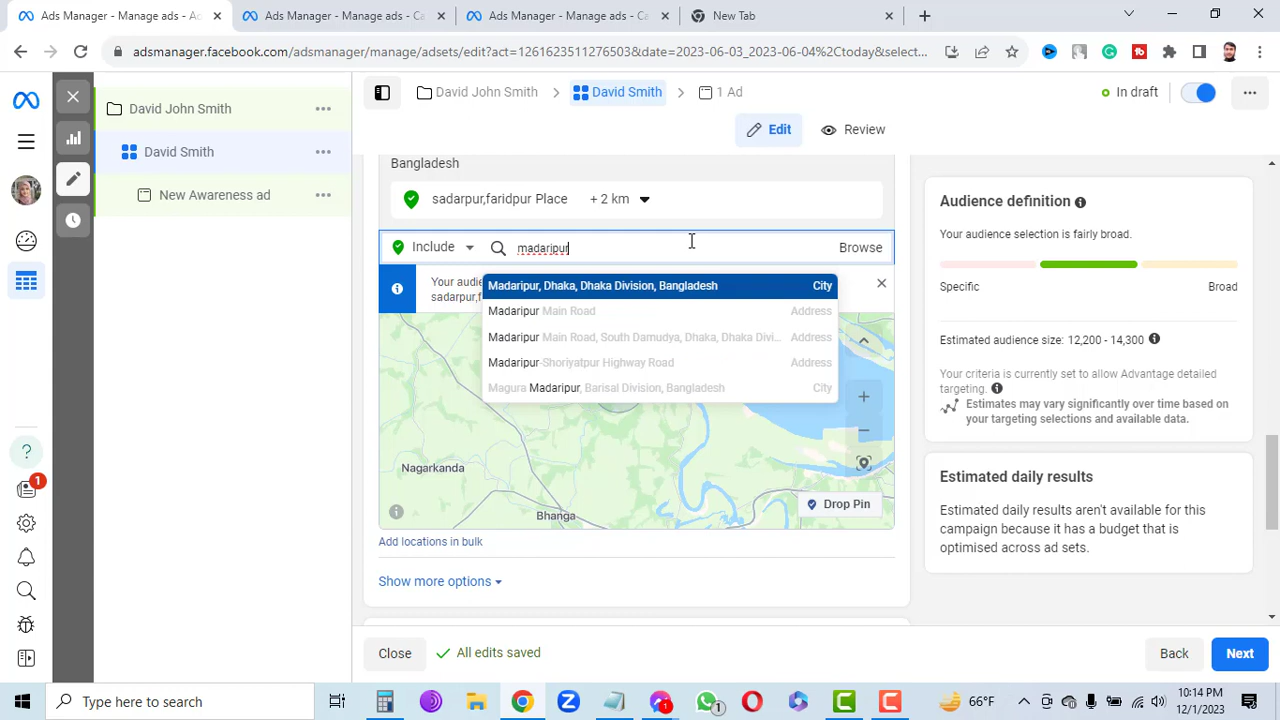 Ads Manager - Manage ads - Ad set
Ads Manager - Manage ads - Ca
Ads Manager - Manage ads - Ca
New Tab
adsmanager.facebook.com/adsmanager/manage/adsets/edit?act=1261623511276503&date=2023-06-03_2023-06-04%2Ctoday&select...
David John Smith
David Smith
New Awareness ad
David John Smith
David Smith
1 Ad
In draft
Edit
Review
Bangladesh
sadarpur,faridpur Place + 2 km
Include
madaripur
Browse
Your audie
sadarpur,f
Madaripur, Dhaka, Dhaka Division, Bangladesh City
Madaripur Main Road Address
Madaripur Main Road, South Damudya, Dhaka, Dhaka Divi... Address
Madaripur-Shoriyatpur Highway Road Address
Magura Madaripur, Barisal Division, Bangladesh City
Nagarkanda
Bhanga
Drop Pin
Add locations in bulk
Show more options
Audience definition
Your audience selection is fairly broad.
Specific Broad
Estimated audience size: 12,200 - 14,300
Your criteria is currently set to allow Advantage detailed
targeting.
Estimates may vary significantly over time based on
your targeting selections and available data.
Estimated daily results
Estimated daily results aren't available for this
campaign because it has a budget that is
optimised across ad sets.
Close
All edits saved
Back
Next
1
Type here to search
1
1
66°F
10:14 PM
12/1/2023